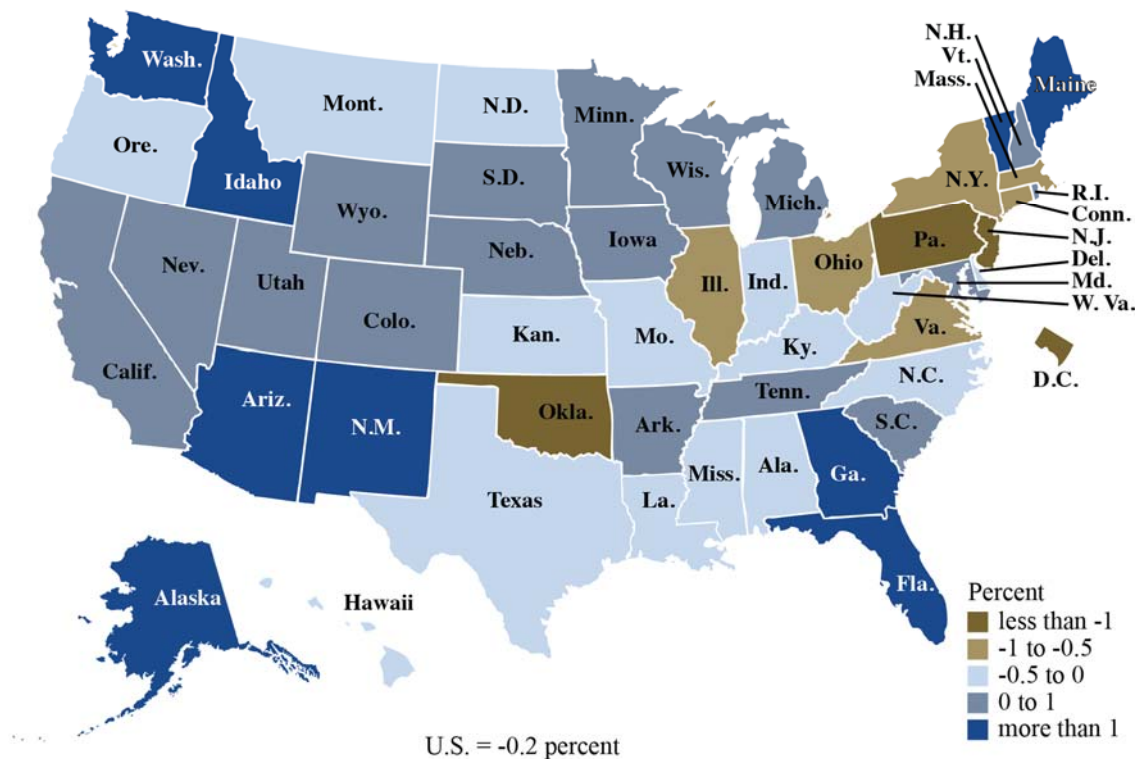 N.H.
Vt.
Mass.
Wash.
Maine
Mont.
N.D.
Minn.
Ore.
Idaho
S.D.
Wis.
Mich.
N.Y.
R.I.
Conn.
N.J.
Del.
Md.
W. Va.
Wyo.
Neb.
Iowa
Pa.
Nev.
Utah
Colo.
Ill.
Ind.
Ohio
Va.
D.C.
Calif.
Kan.
Mo.
Ky.
N.C.
Ariz.
N.M.
Okla.
Ark.
Tenn.
S.C.
Texas
La.
Miss.
Ala.
Ga.
Alaska
Hawaii
Fla.
Percent
less than -1
-1 to -0.5
-0.5 to 0
0 to 1
more than 1
U.S. = -0.2 percent